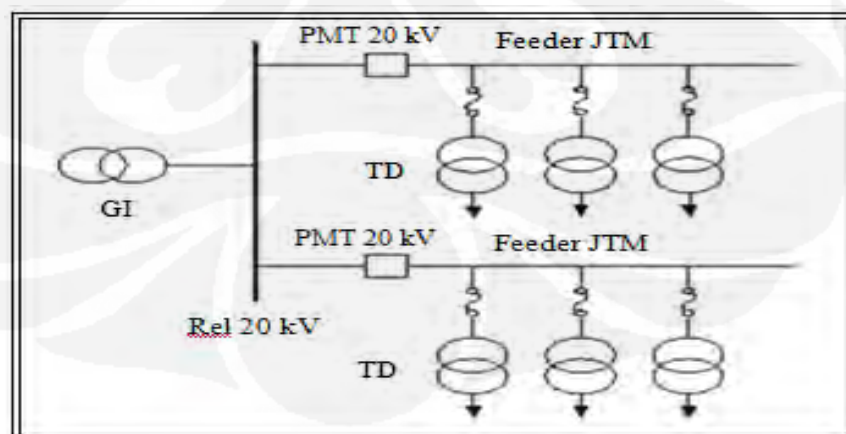 PMT 20 kV
Feeder JTM
TD
GI
PMT 20 kV
Feeder JTM
Rel 20 kV
TD